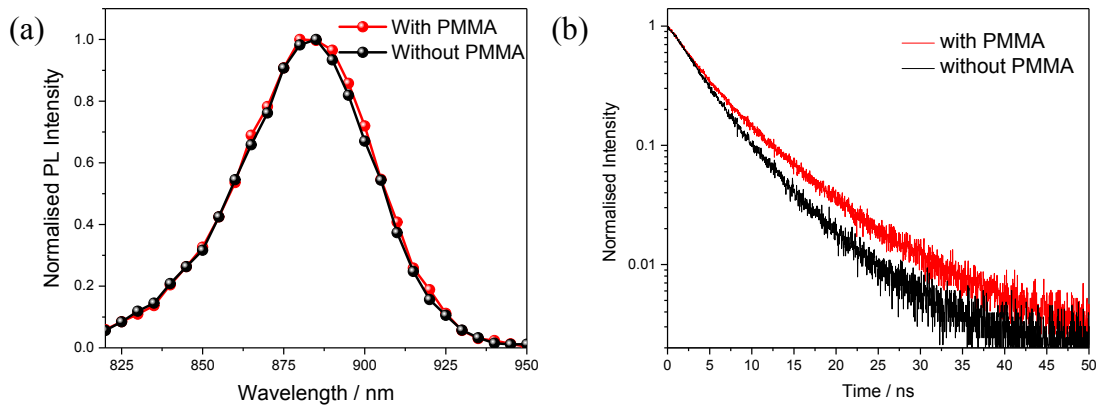 (a)
With PMMA
Without PMMA
Normalised PL Intensity
1.0
0.8
0.6
0.4
0.2
0.0
825 850 875 900 925 950
Wavelength / nm
(b)
with PMMA
without PMMA
Normalised Intensity
1
0.1
0.01
0 5 10 15 20 25 30 35 40 45 50
Time / ns